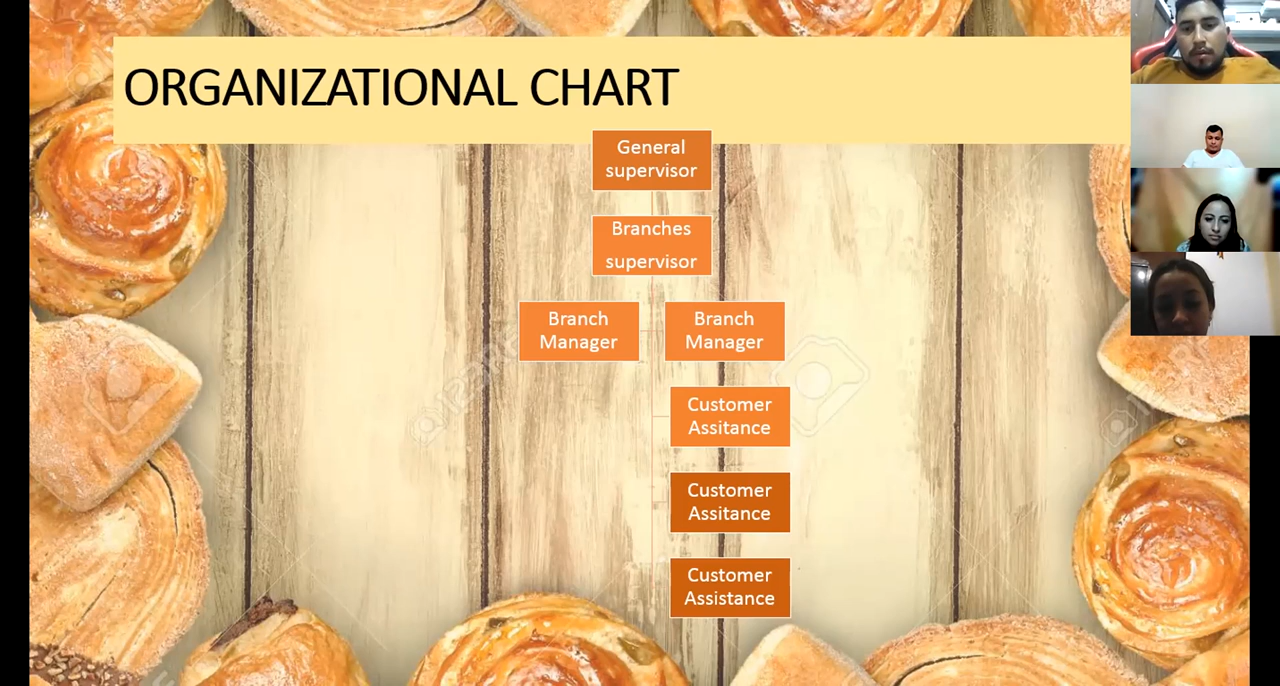 ORGANIZATIONAL CHART
General
supervisor
Branches
supervisor
Branch
Manager
Branch
Manager
Customer
Assitance
Customer
Assitance
Customer
Assistance